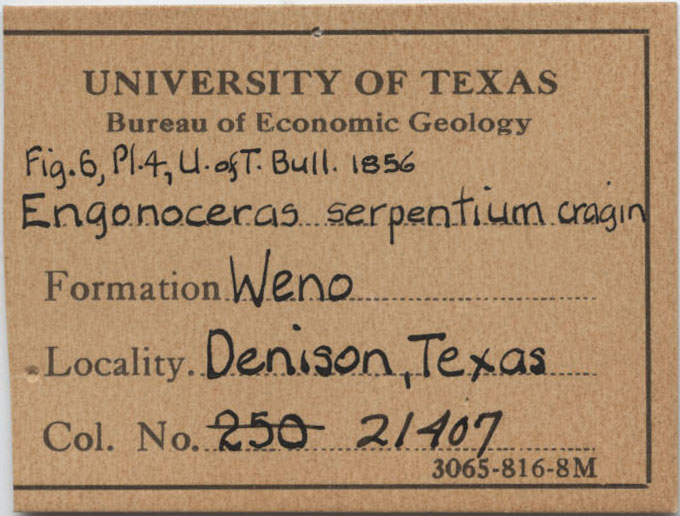 UNIVERSITY OF TEXAS
Bureau of Economic Geology
Fig.6, Pl.4, U. of T. Bull. 1856
Engonoceras serpentium cragin
Formation Weno
Locality. Denison, Texas
Col. No. 250 21407
3065-816-8M